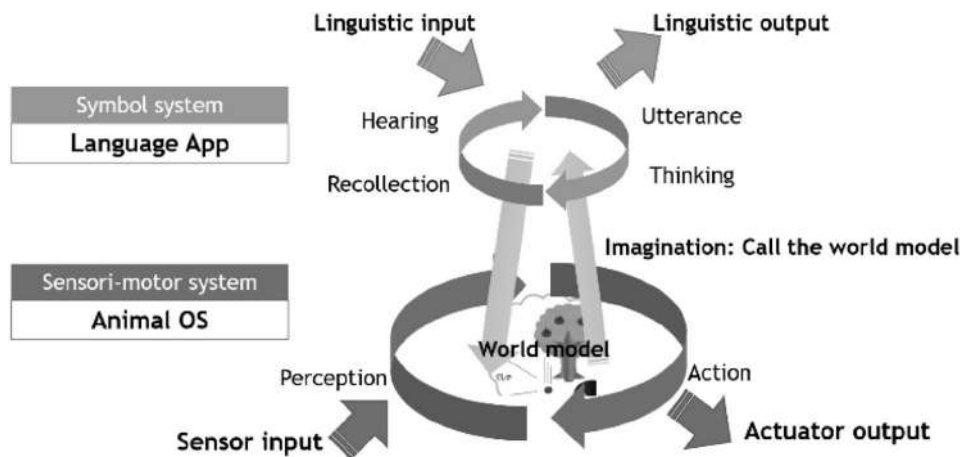 Linguistic input
Linguistic output
Symbol system
Language App
Hearing
Utterance
Recollection
Thinking
Imagination: Call the world model
Sensori-motor system
Animal OS
World model
Perception
Action
Sensor input
Actuator output